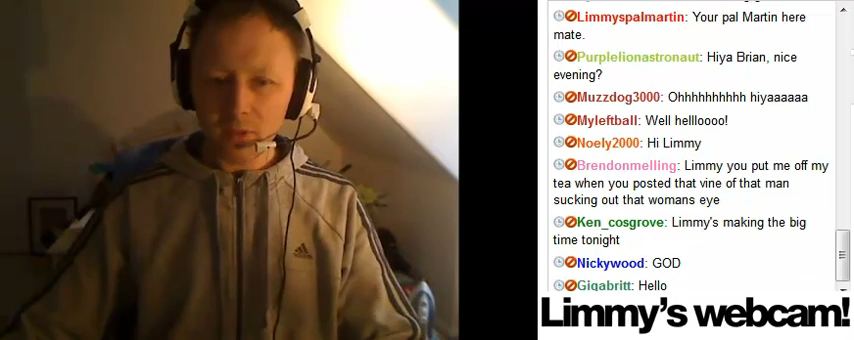 Limmyspalmartin: Your pal Martin here
mate.
Purplelionastronaut: Hiya Brian, nice
evening?
Muzzdog3000: Ohhhhhhhhhh hiyaaaaaa
Myleftball: Well hellloooo!
Noely2000: Hi Limmy
Brendonmelling: Limmy you put me off my
tea when you posted that vine of that man
sucking out that womans eye
Ken_cosgrove: Limmy's making the big
time tonight
Nickywood: GOD
Gigabritt: Hello
Limmy's webcam!